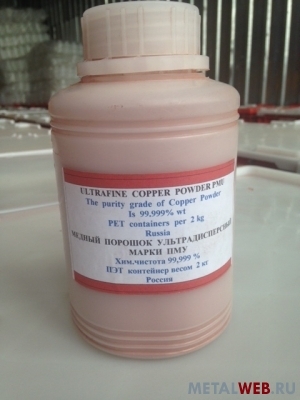 ULTRAFINE COPPER POWDER PMU
The purity grade of Copper Powder
Is 99,999% wt
PET containers per 2 kg
Russia
МЕДНЫЙ ПОРОШОК УЛЬТРАДИСПЕРСНЫЙ
МАРКИ ПМУ
Хим.чистота 99,999 %
ПЭТ контейнер весом 2 кг
Россия
METALWEB.RU